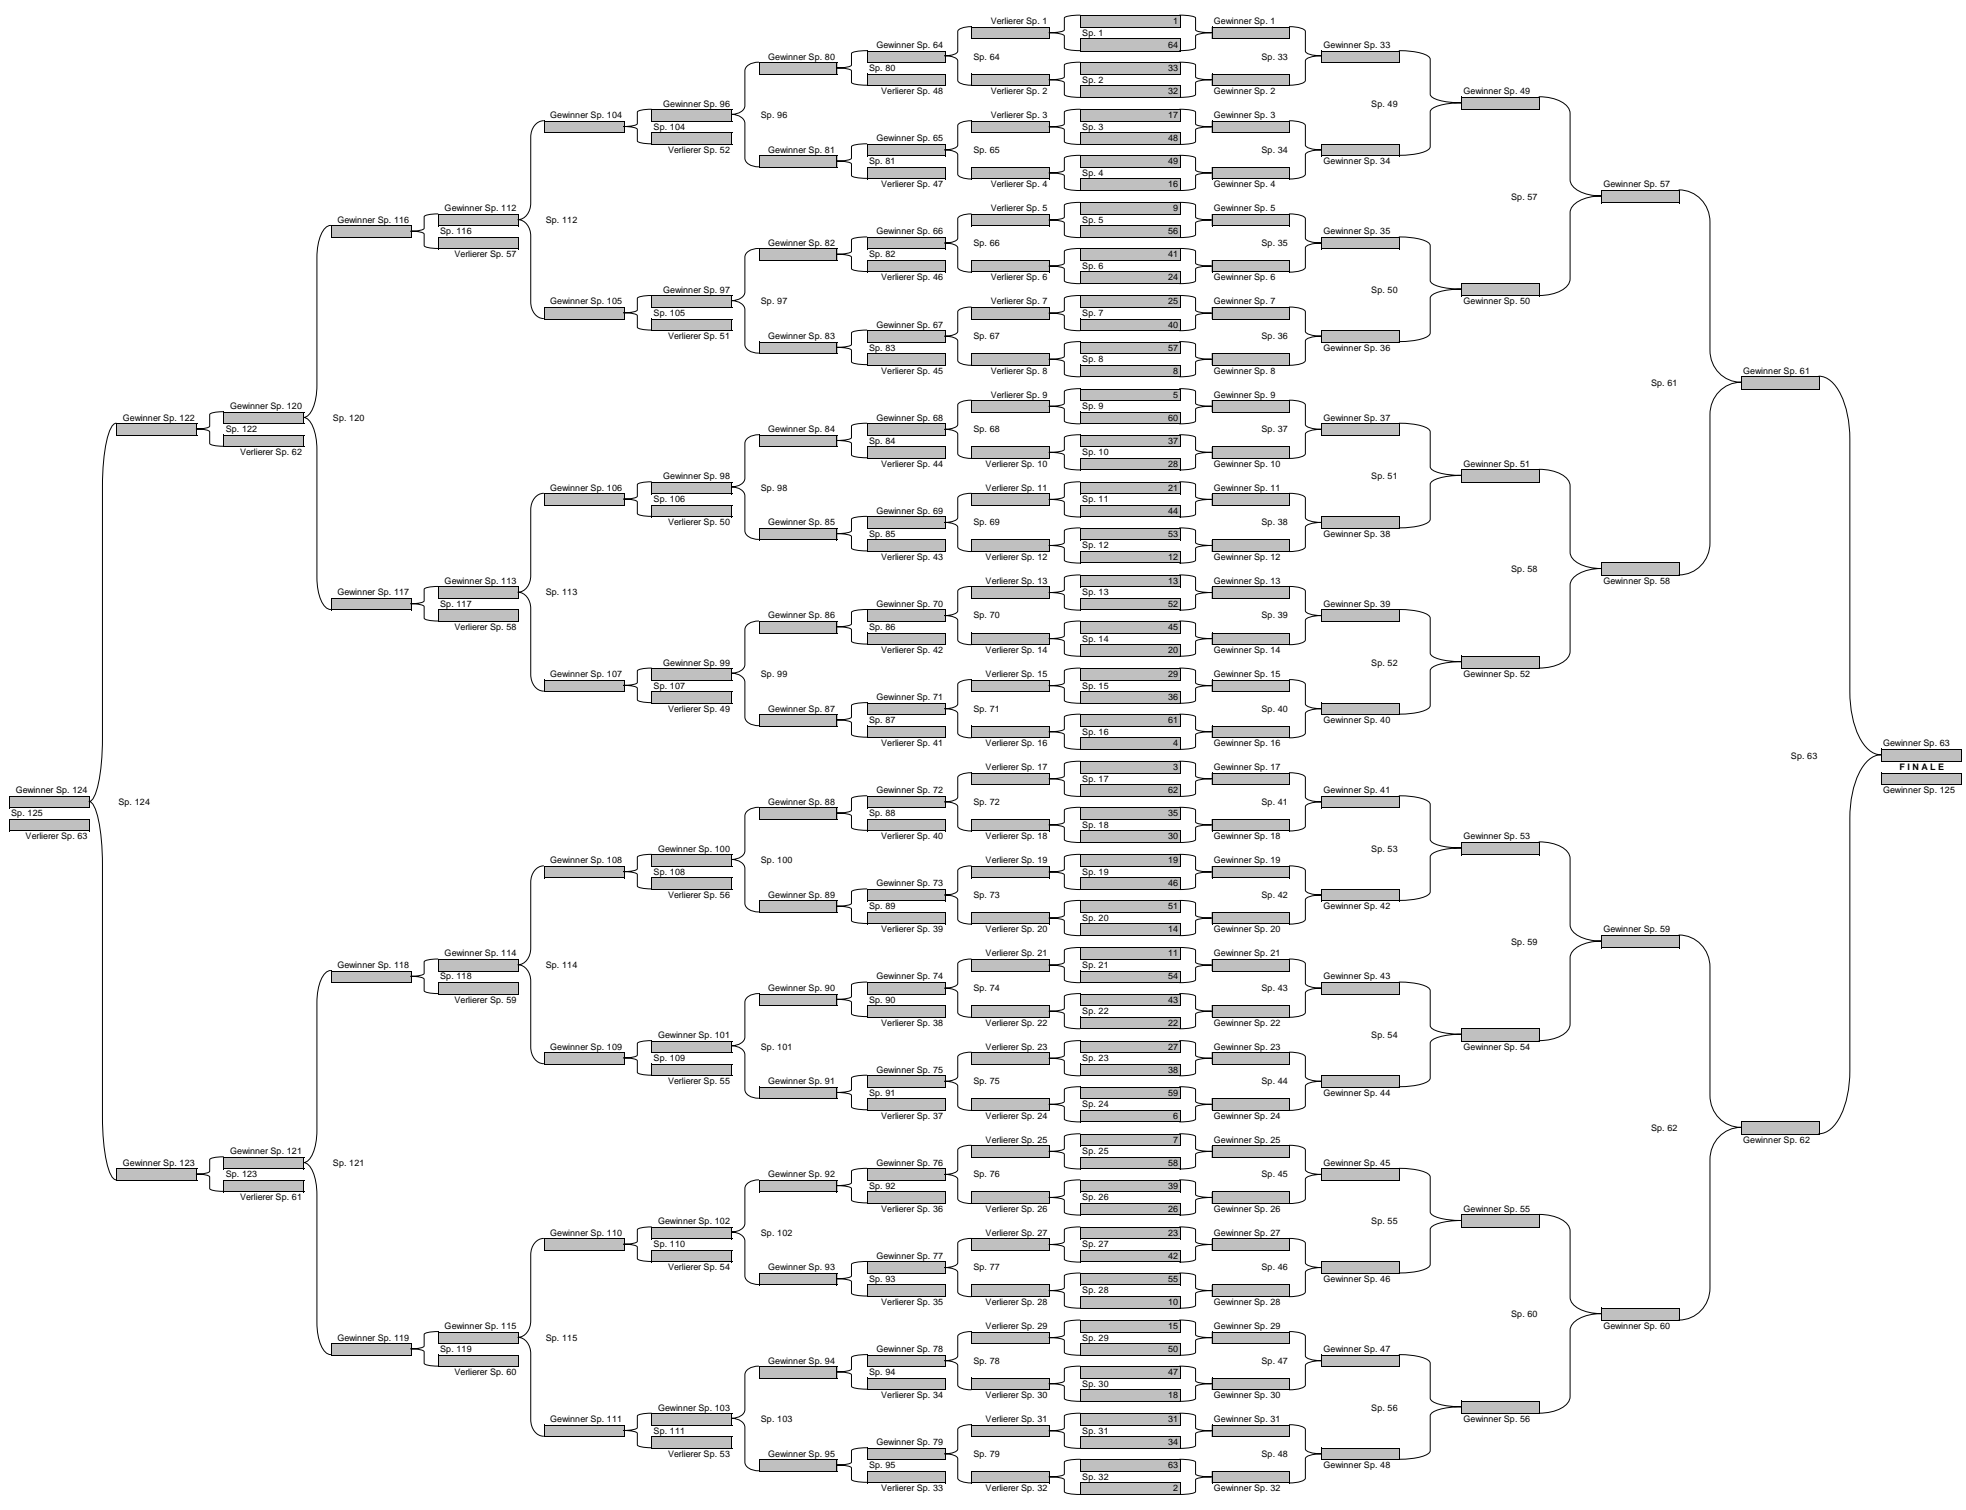 Gewinner Sp. 124
Sp. 125
Verlierer Sp. 63
Gewinner Sp. 122
Sp. 124
Gewinner Sp. 123
Gewinner Sp. 120
Sp. 122
Verlierer Sp. 62
Gewinner Sp. 121
Sp. 123
Verlierer Sp. 61
Gewinner Sp. 116
Sp. 120
Gewinner Sp. 117
Gewinner Sp. 118
Sp. 121
Gewinner Sp. 119
Gewinner Sp. 112
Sp. 116
Verlierer Sp. 57
Gewinner Sp. 113
Sp. 117
Verlierer Sp. 58
Gewinner Sp. 114
Sp. 118
Verlierer Sp. 59
Gewinner Sp. 115
Sp. 119
Verlierer Sp. 60
Gewinner Sp. 104
Sp. 112
Gewinner Sp. 105
Gewinner Sp. 106
Sp. 113
Gewinner Sp. 107
Gewinner Sp. 108
Sp. 114
Gewinner Sp. 109
Gewinner Sp. 110
Sp. 115
Gewinner Sp. 111
Gewinner Sp. 96
Sp. 104
Verlierer Sp. 52
Gewinner Sp. 97
Sp. 105
Verlierer Sp. 51
Gewinner Sp. 98
Sp. 106
Verlierer Sp. 50
Gewinner Sp. 99
Sp. 107
Verlierer Sp. 49
Gewinner Sp. 100
Sp. 108
Verlierer Sp. 56
Gewinner Sp. 101
Sp. 109
Verlierer Sp. 55
Gewinner Sp. 102
Sp. 110
Verlierer Sp. 54
Gewinner Sp. 103
Sp. 111
Verlierer Sp. 53
Gewinner Sp. 80
Sp. 96
Gewinner Sp. 81
Gewinner Sp. 82
Sp. 97
Gewinner Sp. 83
Gewinner Sp. 84
Sp. 98
Gewinner Sp. 85
Gewinner Sp. 86
Sp. 99
Gewinner Sp. 87
Gewinner Sp. 88
Sp. 100
Gewinner Sp. 89
Gewinner Sp. 90
Sp. 101
Gewinner Sp. 91
Gewinner Sp. 92
Sp. 102
Gewinner Sp. 93
Gewinner Sp. 94
Sp. 103
Gewinner Sp. 95
Gewinner Sp. 64
Sp. 80
Verlierer Sp. 48
Gewinner Sp. 65
Sp. 81
Verlierer Sp. 47
Gewinner Sp. 66
Sp. 82
Verlierer Sp. 46
Gewinner Sp. 67
Sp. 83
Verlierer Sp. 45
Gewinner Sp. 68
Sp. 84
Verlierer Sp. 44
Gewinner Sp. 69
Sp. 85
Verlierer Sp. 43
Gewinner Sp. 70
Sp. 86
Verlierer Sp. 42
Gewinner Sp. 71
Sp. 87
Verlierer Sp. 41
Gewinner Sp. 72
Sp. 88
Verlierer Sp. 40
Gewinner Sp. 73
Sp. 89
Verlierer Sp. 39
Gewinner Sp. 74
Sp. 90
Verlierer Sp. 38
Gewinner Sp. 75
Sp. 91
Verlierer Sp. 37
Gewinner Sp. 76
Sp. 92
Verlierer Sp. 36
Gewinner Sp. 77
Sp. 93
Verlierer Sp. 35
Gewinner Sp. 78
Sp. 94
Verlierer Sp. 34
Gewinner Sp. 79
Sp. 95
Verlierer Sp. 33
Verlierer Sp. 1
Sp. 64
Verlierer Sp. 2
Verlierer Sp. 3
Sp. 65
Verlierer Sp. 4
Verlierer Sp. 5
Sp. 66
Verlierer Sp. 6
Verlierer Sp. 7
Sp. 67
Verlierer Sp. 8
Verlierer Sp. 9
Sp. 68
Verlierer Sp. 10
Verlierer Sp. 11
Sp. 69
Verlierer Sp. 12
Verlierer Sp. 13
Sp. 70
Verlierer Sp. 14
Verlierer Sp. 15
Sp. 71
Verlierer Sp. 16
Verlierer Sp. 17
Sp. 72
Verlierer Sp. 18
Verlierer Sp. 19
Sp. 73
Verlierer Sp. 20
Verlierer Sp. 21
Sp. 74
Verlierer Sp. 22
Verlierer Sp. 23
Sp. 75
Verlierer Sp. 24
Verlierer Sp. 25
Sp. 76
Verlierer Sp. 26
Verlierer Sp. 27
Sp. 77
Verlierer Sp. 28
Verlierer Sp. 29
Sp. 78
Verlierer Sp. 30
Verlierer Sp. 31
Sp. 79
Verlierer Sp. 32
1
Sp. 1
64
33
Sp. 2
32
17
Sp. 3
48
49
Sp. 4
16
9
Sp. 5
56
41
Sp. 6
24
25
Sp. 7
40
57
Sp. 8
8
5
Sp. 9
60
37
Sp. 10
28
21
Sp. 11
44
53
Sp. 12
12
13
Sp. 13
52
45
Sp. 14
20
29
Sp. 15
36
61
Sp. 16
4
3
Sp. 17
62
35
Sp. 18
30
19
Sp. 19
46
51
Sp. 20
14
11
Sp. 21
54
43
Sp. 22
22
27
Sp. 23
38
59
Sp. 24
6
7
Sp. 25
58
39
Sp. 26
26
23
Sp. 27
42
55
Sp. 28
10
15
Sp. 29
50
47
Sp. 30
18
31
Sp. 31
34
63
Sp. 32
2
Gewinner Sp. 1
Sp. 33
Gewinner Sp. 2
Gewinner Sp. 3
Sp. 34
Gewinner Sp. 4
Gewinner Sp. 5
Sp. 35
Gewinner Sp. 6
Gewinner Sp. 7
Sp. 36
Gewinner Sp. 8
Gewinner Sp. 9
Sp. 37
Gewinner Sp. 10
Gewinner Sp. 11
Sp. 38
Gewinner Sp. 12
Gewinner Sp. 13
Sp. 39
Gewinner Sp. 14
Gewinner Sp. 15
Sp. 40
Gewinner Sp. 16
Gewinner Sp. 17
Sp. 41
Gewinner Sp. 18
Gewinner Sp. 19
Sp. 42
Gewinner Sp. 20
Gewinner Sp. 21
Sp. 43
Gewinner Sp. 22
Gewinner Sp. 23
Sp. 44
Gewinner Sp. 24
Gewinner Sp. 25
Sp. 45
Gewinner Sp. 26
Gewinner Sp. 27
Sp. 46
Gewinner Sp. 28
Gewinner Sp. 29
Sp. 47
Gewinner Sp. 30
Gewinner Sp. 31
Sp. 48
Gewinner Sp. 32
Gewinner Sp. 33
Sp. 49
Gewinner Sp. 34
Gewinner Sp. 35
Sp. 50
Gewinner Sp. 36
Gewinner Sp. 37
Sp. 51
Gewinner Sp. 38
Gewinner Sp. 39
Sp. 52
Gewinner Sp. 40
Gewinner Sp. 41
Sp. 53
Gewinner Sp. 42
Gewinner Sp. 43
Sp. 54
Gewinner Sp. 44
Gewinner Sp. 45
Sp. 55
Gewinner Sp. 46
Gewinner Sp. 47
Sp. 56
Gewinner Sp. 48
Gewinner Sp. 49
Sp. 57
Gewinner Sp. 50
Gewinner Sp. 51
Sp. 58
Gewinner Sp. 52
Gewinner Sp. 53
Sp. 59
Gewinner Sp. 54
Gewinner Sp. 55
Sp. 60
Gewinner Sp. 56
Gewinner Sp. 57
Sp. 61
Gewinner Sp. 58
Gewinner Sp. 59
Sp. 62
Gewinner Sp. 60
Gewinner Sp. 61
Sp. 63
Gewinner Sp. 62
Gewinner Sp. 63
FINALE
Gewinner Sp. 125